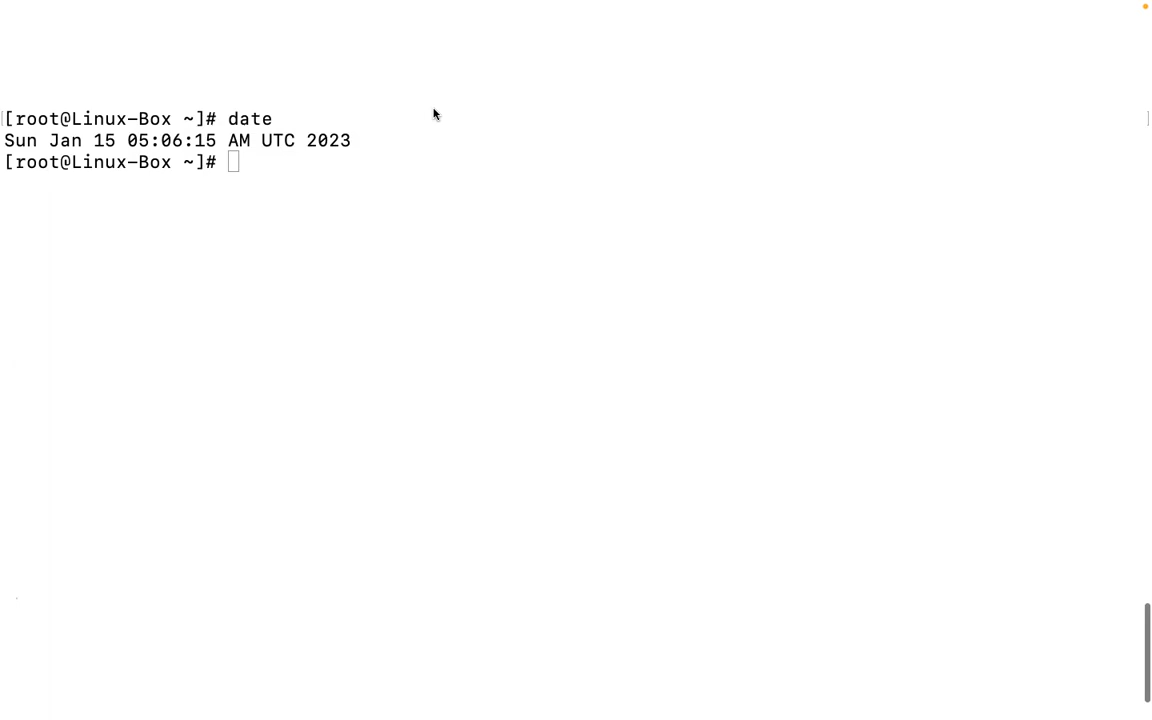 [root@Linux-Box ~]# date
Sun Jan 15 05:06:15 AM UTC 2023
[root@Linux-Box ~]#